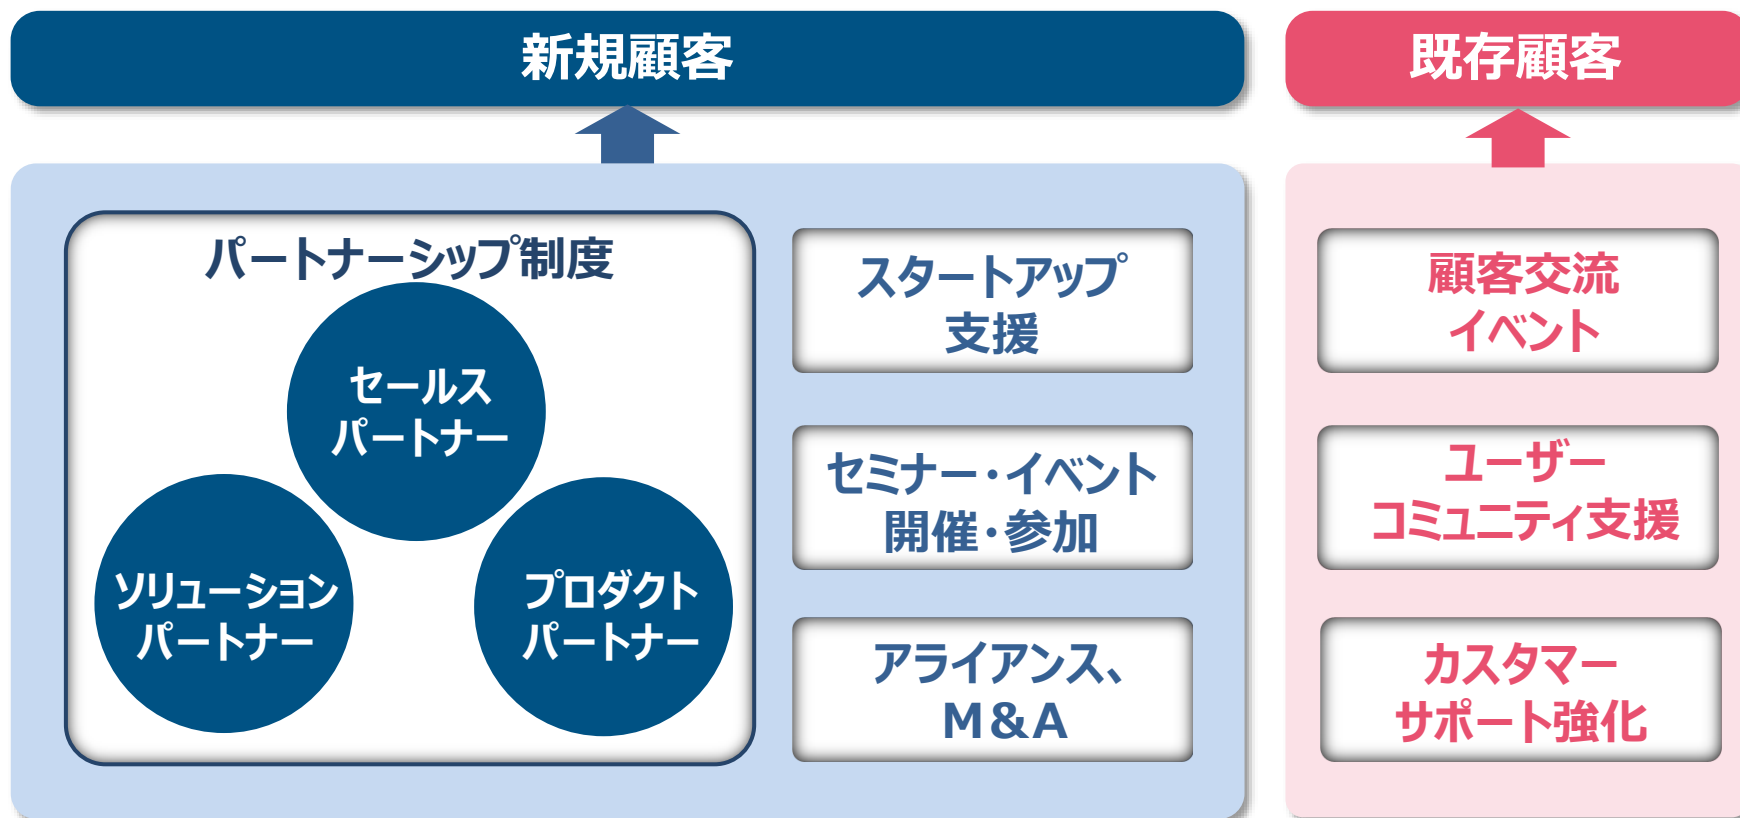 新規顧客
パートナーシップ制度
セールス
パートナー
ソリューション
パートナー
プロダクト
パートナー
スタートアップ
支援
セミナー・イベント
開催・参加
アライアンス、
M&A
既存顧客
顧客交流
イベント
ユーザー
コミュニティ支援
カスタマー
サポート強化